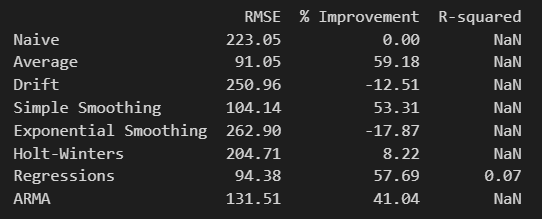 RMSE % Improvement R-squared
Naive 223.05 0.00 NaN
Average 91.05 59.18 NaN
Drift 250.96 -12.51 NaN
Simple Smoothing 104.14 53.31 NaN
Exponential Smoothing 262.90 -17.87 NaN
Holt-Winters 204.71 8.22 NaN
Regressions 94.38 57.69 0.07
ARMA 131.51 41.04 NaN